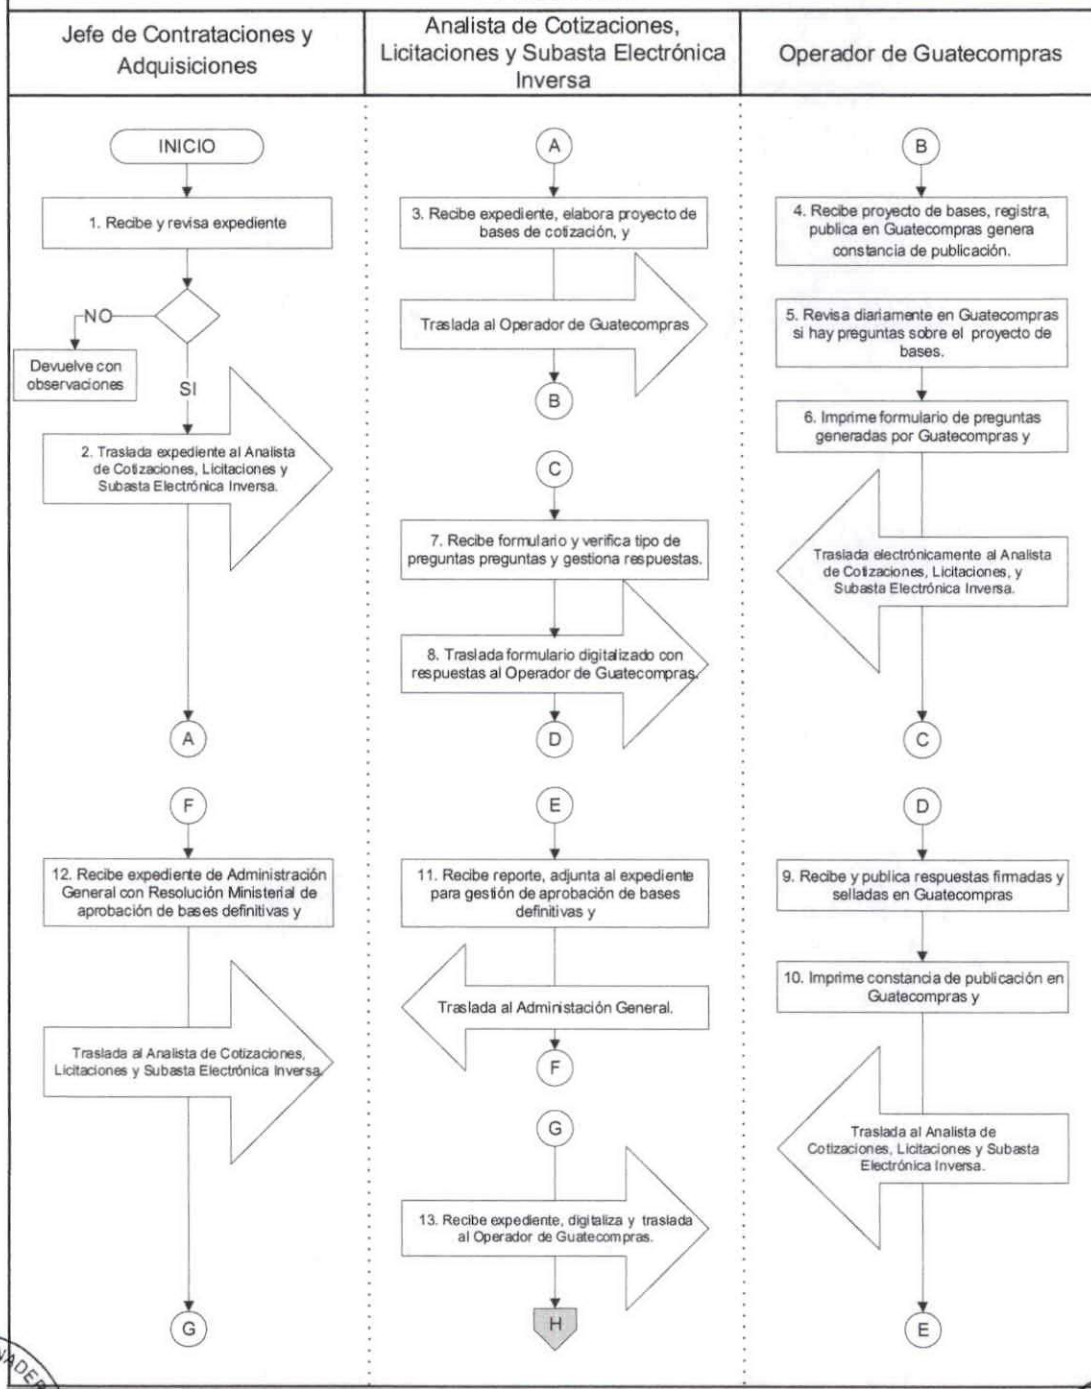 Jefe de Contrataciones y
Adquisiciones
Analista de Cotizaciones,
Licitaciones y Subasta Electrónica
Inversa
Operador de Guatecompras
INICIO
1. Recibe y revisa expediente
NO
Devuelve con
observaciones
SI
2. Traslada expediente al Analista
de Cotizaciones, Licitaciones y
Subasta Electrónica Inversa.
A
F
12. Recibe expediente de Administración
General con Resolución Ministerial de
aprobación de bases definitivas y
Traslada al Analista de Cotizaciones,
Licitaciones y Subasta Electrónica Inversa.
G
A
3. Recibe expediente, elabora proyecto de
bases de cotización, y
Traslada al Operador de Guatecompras
B
C
7. Recibe formulario y verifica tipo de
preguntas preguntas y gestiona respuestas.
8. Traslada formulario digitalizado con
respuestas al Operador de Guatecompras.
D
E
11. Recibe reporte, adjunta al expediente
para gestión de aprobación de bases
definitivas y
Traslada al Administación General.
F
G
13. Recibe expediente, digitaliza y traslada
al Operador de Guatecompras.
H
B
4. Recibe proyecto de bases, registra,
publica en Guatecompras genera
constancia de publicación.
5. Revisa diariamente en Guatecompras
si hay preguntas sobre el proyecto de
bases.
6. Imprime formulario de preguntas
generadas por Guatecompras y
Traslada electrónicamente al Analista
de Cotizaciones, Licitaciones, y
Subasta Electrónica Inversa.
C
D
9. Recibe y publica respuestas firmadas y
selladas en Guatecompras
10. Imprime constancia de publicación en
Guatecompras y
Traslada al Analista de
Cotizaciones, Licitaciones y Subasta
Electrónica Inversa.
E